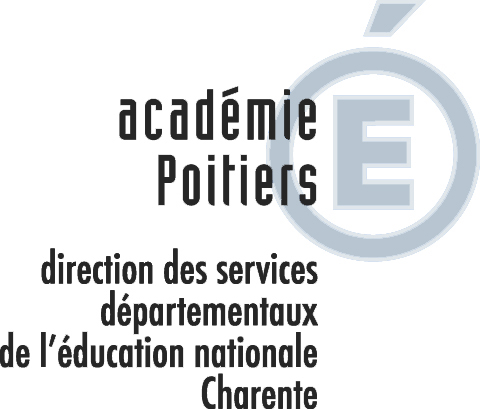 académie
Poitiers
É
direction des services
départementaux
de l'éducation nationale
Charente